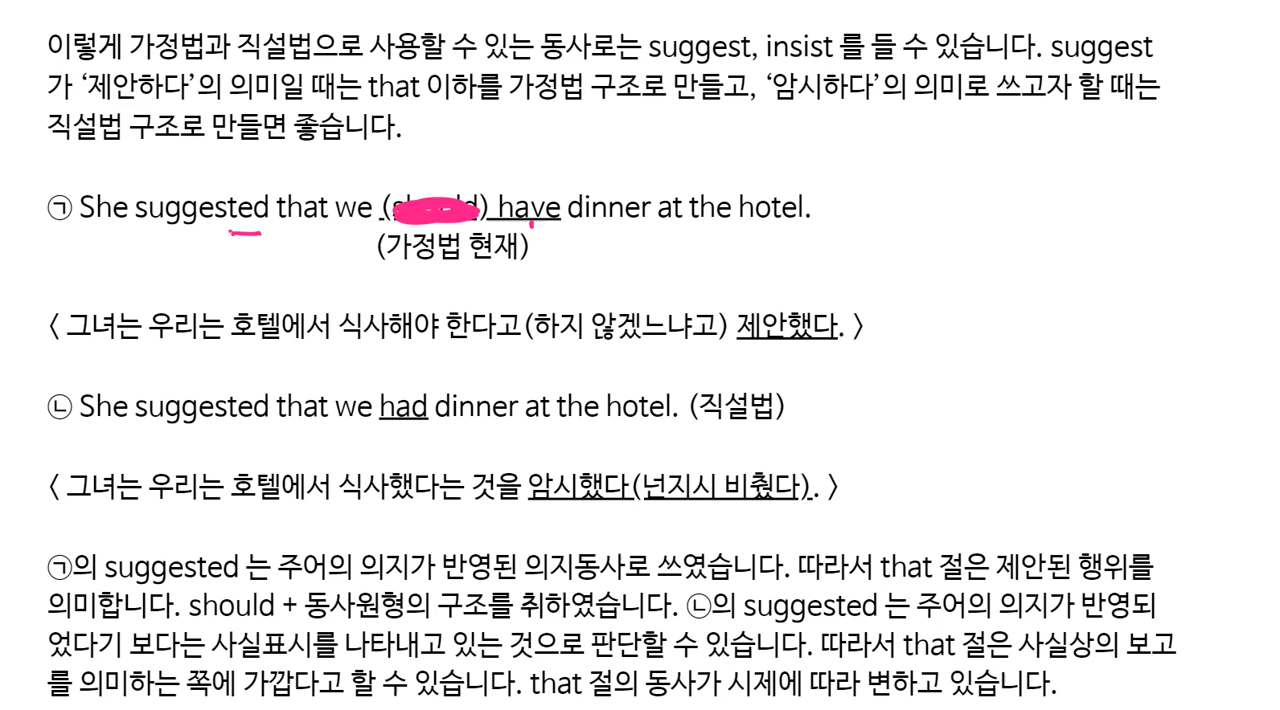 이렇게 가정법과 직설법으로 사용할 수 있는 동사로는 suggest, insist 를 들 수 있습니다. suggest
가 ‘제안하다’의 의미일 때는 that 이하를 가정법 구조로 만들고, ‘암시하다’의 의미로 쓰고자 할 때는
직설법 구조로 만들면 좋습니다.
㉠ She suggested that we ( ) have dinner at the hotel.
(가정법 현재)
〈 그녀는 우리는 호텔에서 식사해야 한다고(하지 않겠느냐고) 제안했다. 〉
㉡ She suggested that we had dinner at the hotel. (직설법)
〈 그녀는 우리는 호텔에서 식사했다는 것을 암시했다(넌지시 비췄다). 〉
㉠의 suggested 는 주어의 의지가 반영된 의지동사로 쓰였습니다. 따라서 that 절은 제안된 행위를
의미합니다. should + 동사원형의 구조를 취하였습니다. ㉡의 suggested 는 주어의 의지가 반영되
었다기 보다는 사실표시를 나타내고 있는 것으로 판단할 수 있습니다. 따라서 that 절은 사실상의 보고
를 의미하는 쪽에 가깝다고 할 수 있습니다. that 절의 동사가 시제에 따라 변하고 있습니다.